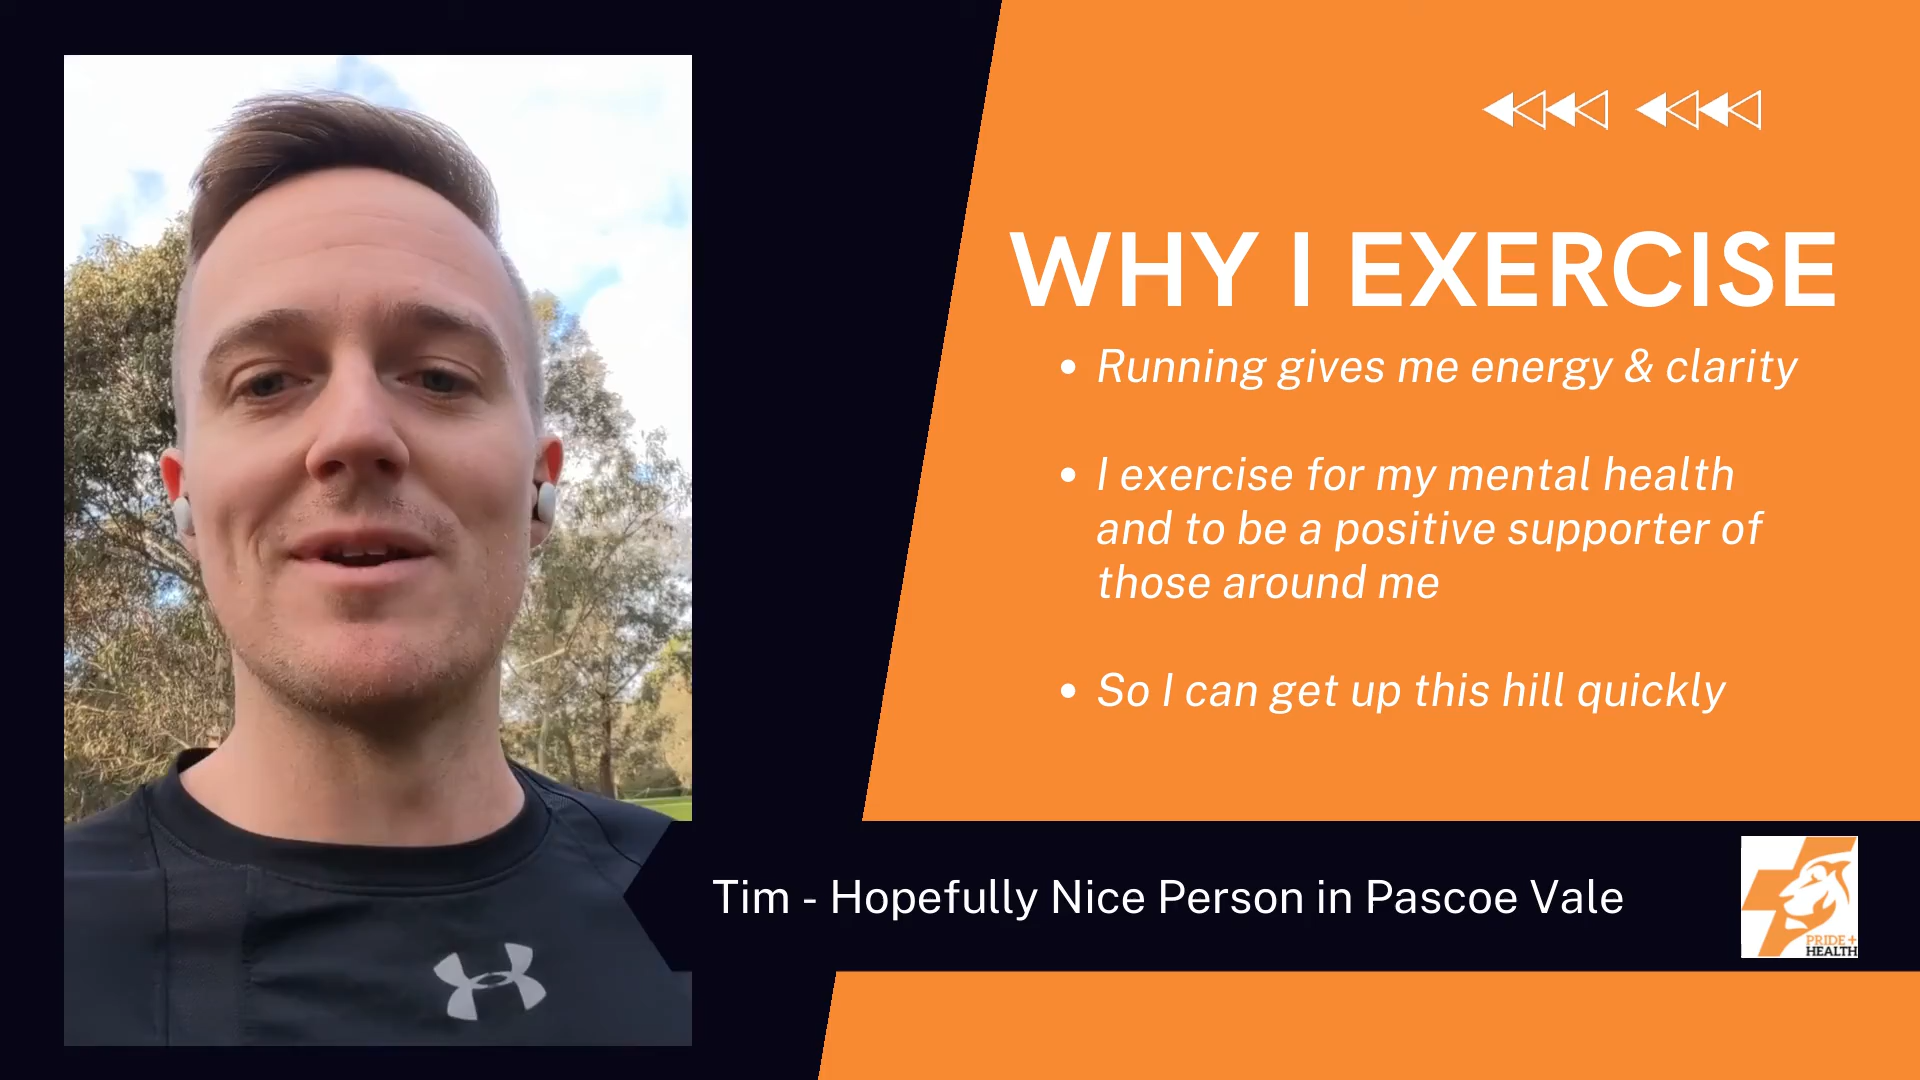 WHY I EXERCISE
• Running gives me energy & clarity
• I exercise for my mental health
and to be a positive supporter of
those around me
• So I can get up this hill quickly
Tim - Hopefully Nice Person in Pascoe Vale
PRIDE +
HEALTH